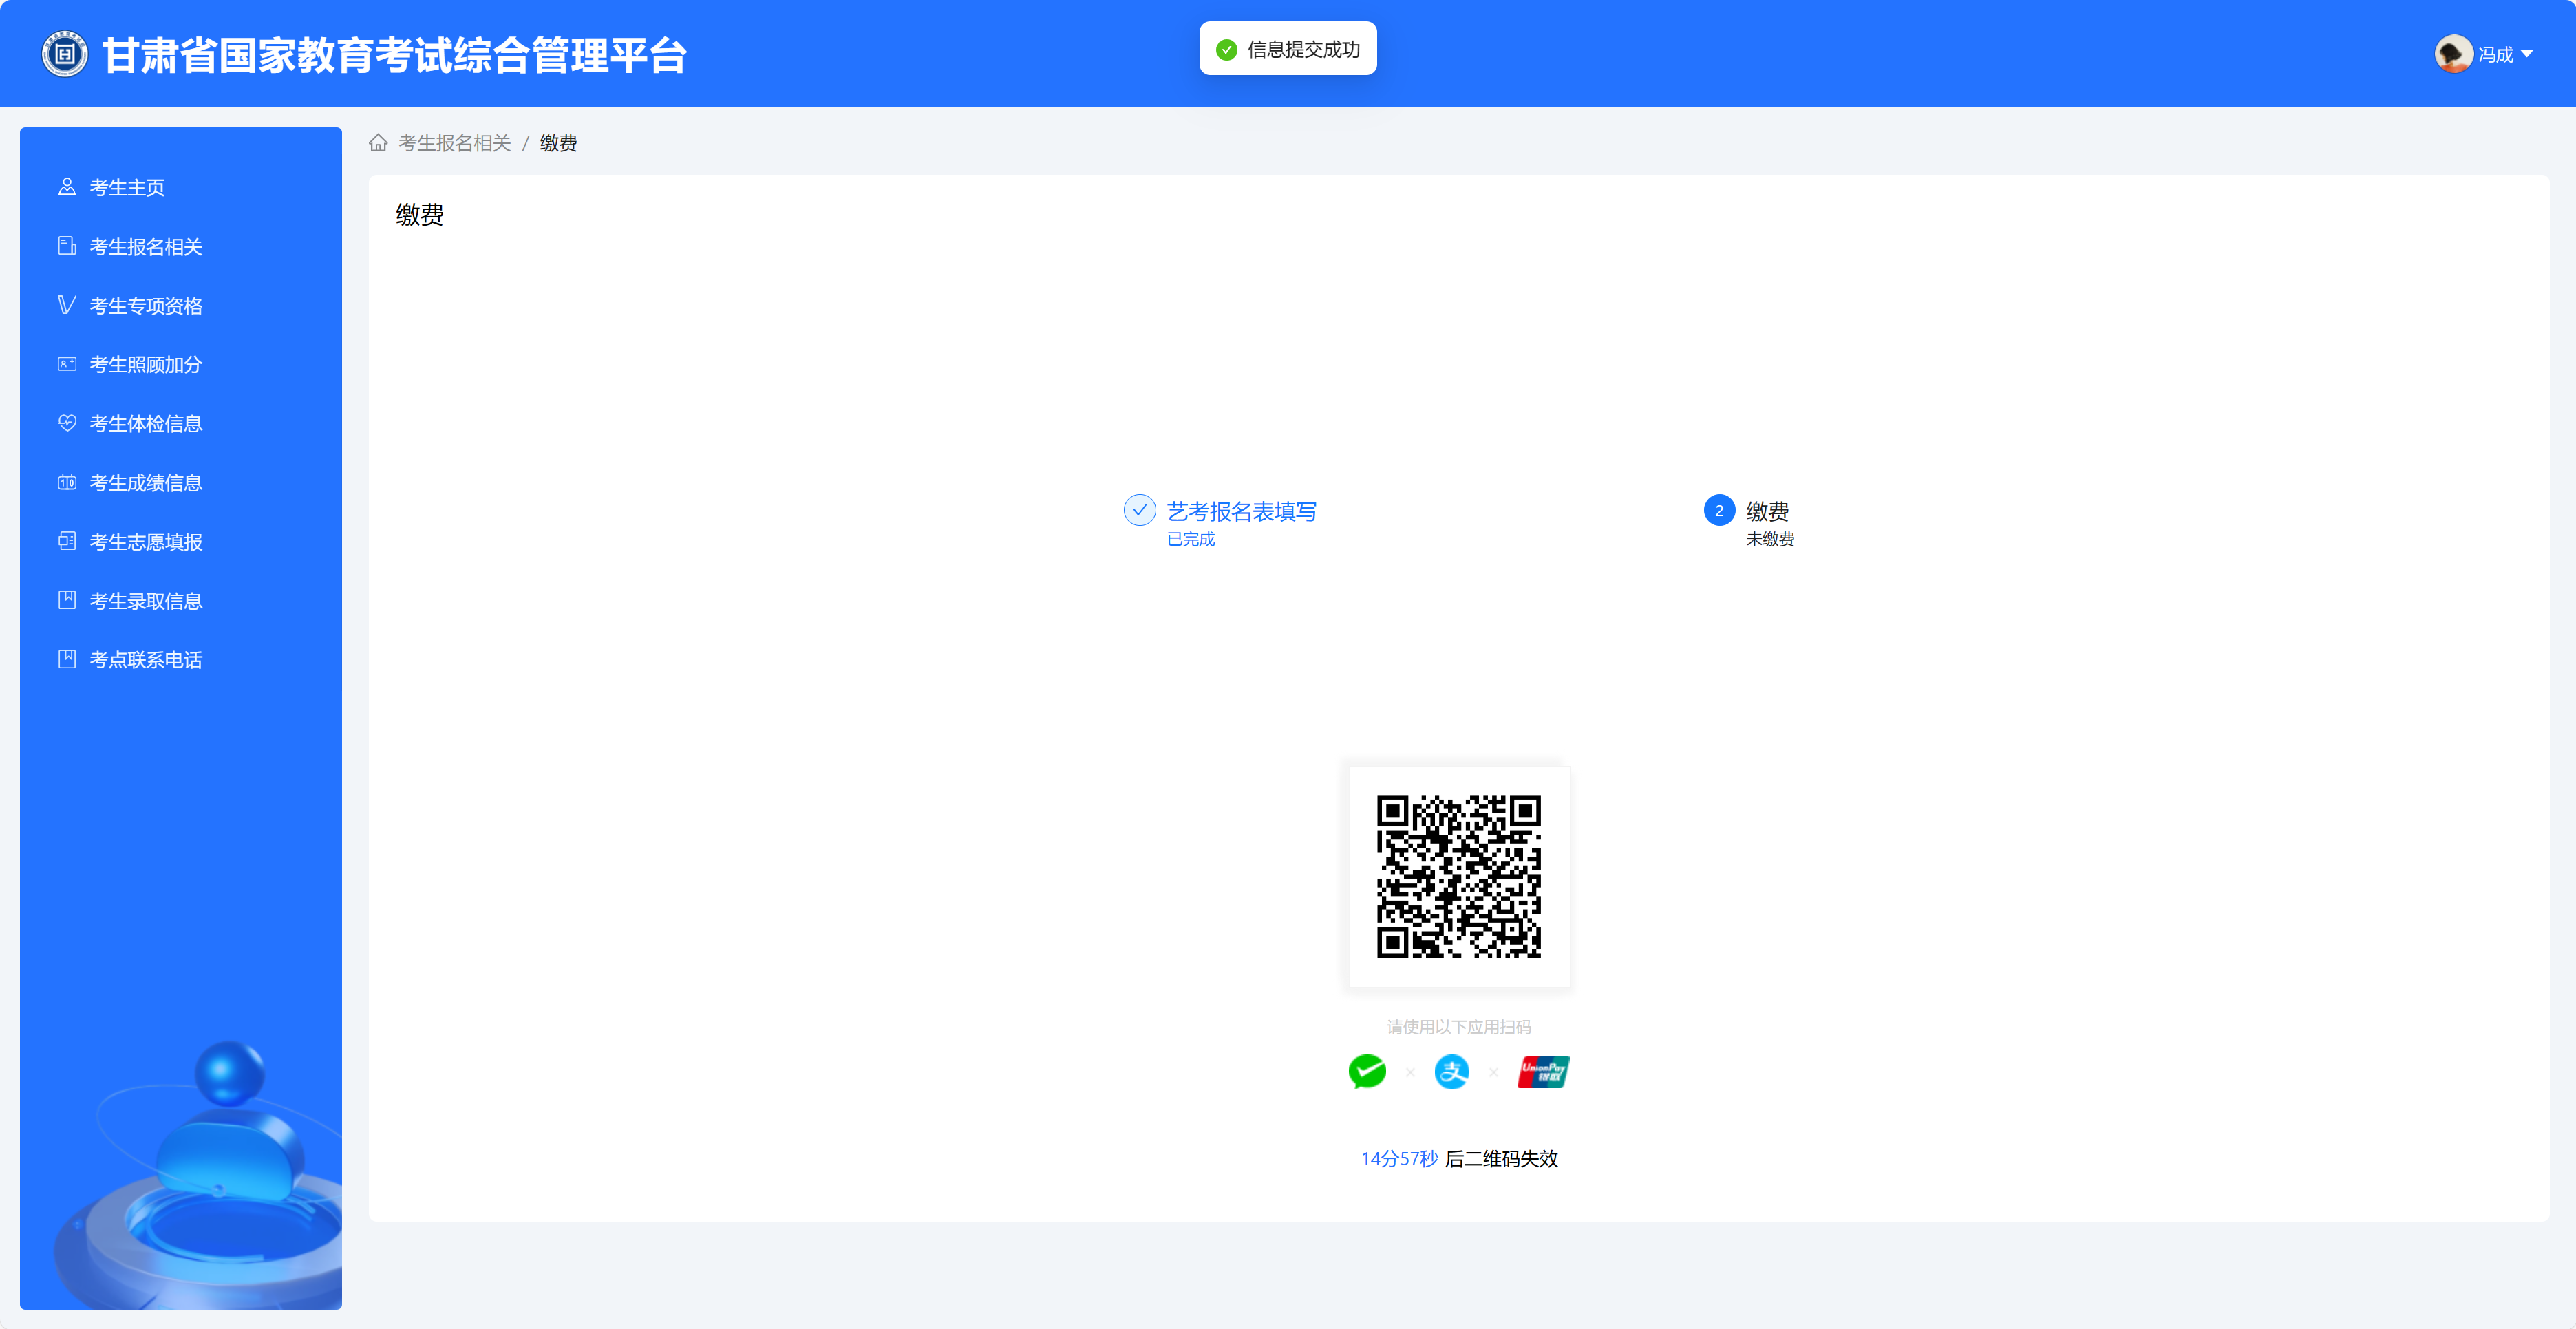 甘肃省国家教育考试综合管理平台
信息提交成功
冯成
考生主页
考生报名相关
考生专项资格
考生照顾加分
考生体检信息
考生成绩信息
考生志愿填报
考生录取信息
考点联系电话
考生报名相关 / 缴费
缴费
艺考报名表填写
已完成
2 缴费
未缴费
请使用以下应用扫码
支
UnionPay
银联
14分57秒 后二维码失效